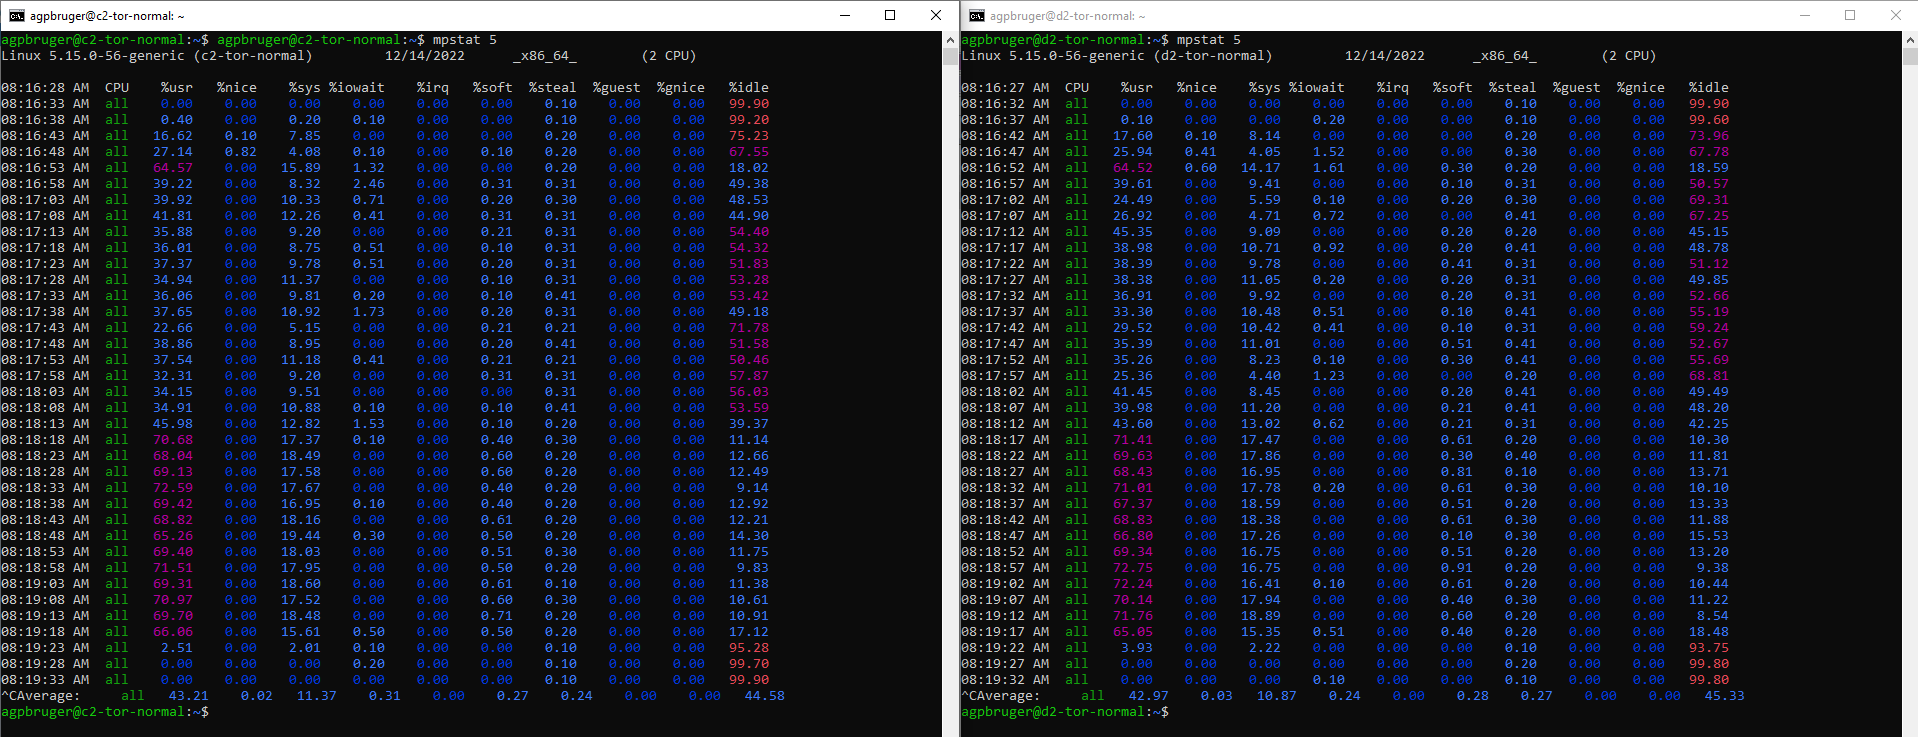 agpbruger@c2-tor-normal: ~
agpbruger@c2-tor-normal:~$ agpbruger@c2-tor-normal:~$ mpstat 5
Linux 5.15.0-56-generic (c2-tor-normal) 12/14/2022 _x86_64_ (2 CPU)
08:16:28 AM CPU %usr %nice %sys %iowait %irq %soft %steal %guest %gnice %idle
08:16:33 AM all 0.00 0.00 0.00 0.00 0.00 0.00 0.10 0.00 0.00 99.90
08:16:38 AM all 0.40 0.00 0.20 0.10 0.00 0.00 0.10 0.00 0.00 99.20
08:16:43 AM all 16.62 0.10 7.85 0.00 0.00 0.00 0.20 0.00 0.00 75.23
08:16:48 AM all 27.14 0.82 4.08 0.10 0.00 0.10 0.20 0.00 0.00 67.55
08:16:53 AM all 64.57 0.00 15.89 1.32 0.00 0.00 0.20 0.00 0.00 18.02
08:16:58 AM all 39.22 0.00 8.32 2.46 0.00 0.31 0.31 0.00 0.00 49.38
08:17:03 AM all 39.92 0.00 10.33 0.71 0.00 0.20 0.30 0.00 0.00 48.53
08:17:08 AM all 41.81 0.00 12.26 0.41 0.00 0.31 0.31 0.00 0.00 44.90
08:17:13 AM all 35.88 0.00 9.20 0.00 0.00 0.21 0.31 0.00 0.00 54.40
08:17:18 AM all 36.01 0.00 8.75 0.51 0.00 0.10 0.31 0.00 0.00 54.32
08:17:23 AM all 37.37 0.00 9.78 0.51 0.00 0.20 0.31 0.00 0.00 51.83
08:17:28 AM all 34.94 0.00 11.37 0.00 0.00 0.10 0.31 0.00 0.00 53.28
08:17:33 AM all 36.06 0.00 9.81 0.20 0.00 0.10 0.41 0.00 0.00 53.42
08:17:38 AM all 37.65 0.00 10.92 1.73 0.00 0.20 0.31 0.00 0.00 49.18
08:17:43 AM all 22.66 0.00 5.15 0.00 0.00 0.21 0.21 0.00 0.00 71.78
08:17:48 AM all 38.86 0.00 8.95 0.00 0.00 0.20 0.41 0.00 0.00 51.58
08:17:53 AM all 37.54 0.00 11.18 0.41 0.00 0.21 0.21 0.00 0.00 50.46
08:17:58 AM all 32.31 0.00 9.20 0.00 0.00 0.31 0.31 0.00 0.00 57.87
08:18:03 AM all 34.15 0.00 9.51 0.00 0.00 0.00 0.31 0.00 0.00 56.03
08:18:08 AM all 34.91 0.00 10.88 0.10 0.00 0.10 0.41 0.00 0.00 53.59
08:18:13 AM all 45.98 0.00 12.82 1.53 0.00 0.10 0.20 0.00 0.00 39.37
08:18:18 AM all 70.68 0.00 17.37 0.10 0.00 0.40 0.30 0.00 0.00 11.14
08:18:23 AM all 68.04 0.00 18.49 0.00 0.00 0.60 0.20 0.00 0.00 12.66
08:18:28 AM all 69.13 0.00 17.58 0.00 0.00 0.60 0.20 0.00 0.00 12.49
08:18:33 AM all 72.59 0.00 17.67 0.00 0.00 0.40 0.20 0.00 0.00 9.14
08:18:38 AM all 69.42 0.00 16.95 0.10 0.00 0.40 0.20 0.00 0.00 12.92
08:18:43 AM all 68.82 0.00 18.16 0.00 0.00 0.61 0.20 0.00 0.00 12.21
08:18:48 AM all 65.26 0.00 19.44 0.30 0.00 0.50 0.20 0.00 0.00 14.30
08:18:53 AM all 69.40 0.00 18.03 0.00 0.00 0.51 0.30 0.00 0.00 11.75
08:18:58 AM all 71.51 0.00 17.95 0.00 0.00 0.50 0.20 0.00 0.00 9.83
08:19:03 AM all 69.31 0.00 18.60 0.00 0.00 0.61 0.10 0.00 0.00 11.38
08:19:08 AM all 70.97 0.00 17.52 0.00 0.00 0.60 0.30 0.00 0.00 10.61
08:19:13 AM all 69.70 0.00 18.48 0.00 0.00 0.71 0.20 0.00 0.00 10.91
08:19:18 AM all 66.06 0.00 15.61 0.50 0.00 0.50 0.20 0.00 0.00 17.12
08:19:23 AM all 2.51 0.00 2.01 0.10 0.00 0.00 0.10 0.00 0.00 95.28
08:19:28 AM all 0.00 0.00 0.00 0.20 0.00 0.00 0.10 0.00 0.00 99.70
08:19:33 AM all 0.00 0.00 0.00 0.00 0.00 0.00 0.10 0.00 0.00 99.90
^CAverage: all 43.21 0.02 11.37 0.31 0.00 0.27 0.24 0.00 0.00 44.58
agpbruger@c2-tor-normal:~$
agpbruger@d2-tor-normal: ~
agpbruger@d2-tor-normal:~$ mpstat 5
Linux 5.15.0-56-generic (d2-tor-normal) 12/14/2022 _x86_64_ (2 CPU)
08:16:27 AM CPU %usr %nice %sys %iowait %irq %soft %steal %guest %gnice %idle
08:16:32 AM all 0.00 0.00 0.00 0.00 0.00 0.00 0.10 0.00 0.00 99.90
08:16:37 AM all 0.10 0.00 0.00 0.20 0.00 0.00 0.10 0.00 0.00 99.60
08:16:42 AM all 17.60 0.10 8.14 0.00 0.00 0.00 0.20 0.00 0.00 73.96
08:16:47 AM all 25.94 0.41 4.05 1.52 0.00 0.00 0.30 0.00 0.00 67.78
08:16:52 AM all 64.52 0.60 14.17 1.61 0.00 0.30 0.20 0.00 0.00 18.59
08:16:57 AM all 39.61 0.00 9.41 0.00 0.00 0.10 0.31 0.00 0.00 50.57
08:17:02 AM all 24.49 0.00 5.59 0.10 0.00 0.20 0.30 0.00 0.00 69.31
08:17:07 AM all 26.92 0.00 4.71 0.72 0.00 0.00 0.41 0.00 0.00 67.25
08:17:12 AM all 45.35 0.00 9.09 0.00 0.00 0.20 0.20 0.00 0.00 45.15
08:17:17 AM all 38.98 0.00 10.71 0.92 0.00 0.20 0.41 0.00 0.00 48.78
08:17:22 AM all 38.39 0.00 9.78 0.00 0.00 0.41 0.31 0.00 0.00 51.12
08:17:27 AM all 38.38 0.00 11.05 0.20 0.00 0.20 0.31 0.00 0.00 49.85
08:17:32 AM all 36.91 0.00 9.92 0.00 0.00 0.20 0.31 0.00 0.00 52.66
08:17:37 AM all 33.30 0.00 10.48 0.51 0.00 0.10 0.41 0.00 0.00 55.19
08:17:42 AM all 29.52 0.00 10.42 0.41 0.00 0.10 0.31 0.00 0.00 59.24
08:17:47 AM all 35.39 0.00 11.01 0.00 0.00 0.51 0.41 0.00 0.00 52.67
08:17:52 AM all 35.26 0.00 8.23 0.10 0.00 0.30 0.41 0.00 0.00 55.69
08:17:57 AM all 25.36 0.00 4.40 1.23 0.00 0.00 0.20 0.00 0.00 68.81
08:18:02 AM all 41.45 0.00 8.45 0.00 0.00 0.20 0.41 0.00 0.00 49.49
08:18:07 AM all 39.98 0.00 11.20 0.00 0.00 0.21 0.41 0.00 0.00 48.20
08:18:12 AM all 43.60 0.00 13.02 0.62 0.00 0.21 0.31 0.00 0.00 42.25
08:18:17 AM all 71.41 0.00 17.47 0.00 0.00 0.61 0.20 0.00 0.00 10.30
08:18:22 AM all 69.63 0.00 17.86 0.00 0.00 0.30 0.40 0.00 0.00 11.81
08:18:27 AM all 68.43 0.00 16.95 0.00 0.00 0.81 0.10 0.00 0.00 13.71
08:18:32 AM all 71.01 0.00 17.78 0.20 0.00 0.61 0.30 0.00 0.00 10.10
08:18:37 AM all 67.37 0.00 18.59 0.00 0.00 0.51 0.20 0.00 0.00 13.33
08:18:42 AM all 68.83 0.00 18.38 0.00 0.00 0.61 0.30 0.00 0.00 11.88
08:18:47 AM all 66.80 0.00 17.26 0.00 0.00 0.10 0.30 0.00 0.00 15.53
08:18:52 AM all 69.34 0.00 16.75 0.00 0.00 0.51 0.20 0.00 0.00 13.20
08:18:57 AM all 72.75 0.00 16.75 0.00 0.00 0.91 0.20 0.00 0.00 9.38
08:19:02 AM all 72.24 0.00 16.41 0.10 0.00 0.61 0.20 0.00 0.00 10.44
08:19:07 AM all 70.14 0.00 17.94 0.00 0.00 0.40 0.30 0.00 0.00 11.22
08:19:12 AM all 71.76 0.00 18.89 0.00 0.00 0.60 0.20 0.00 0.00 8.54
08:19:17 AM all 65.05 0.00 15.35 0.51 0.00 0.40 0.20 0.00 0.00 18.48
08:19:22 AM all 3.93 0.00 2.22 0.00 0.00 0.00 0.10 0.00 0.00 93.75
08:19:27 AM all 0.00 0.00 0.00 0.00 0.00 0.00 0.20 0.00 0.00 99.80
08:19:32 AM all 0.00 0.00 0.00 0.10 0.00 0.00 0.10 0.00 0.00 99.80
^CAverage: all 42.97 0.03 10.87 0.24 0.00 0.28 0.27 0.00 0.00 45.33
agpbruger@d2-tor-normal:~$